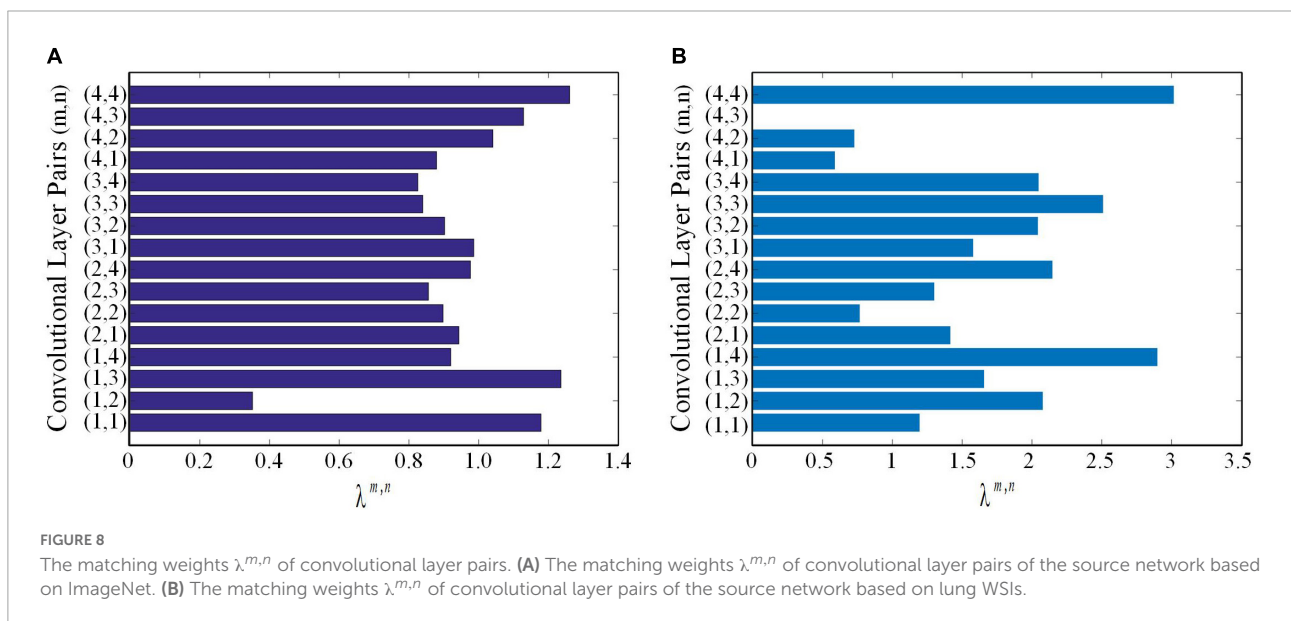 A
Convolutional Layer Pairs (m,n)
(4,4)
(4,3)
(4,2)
(4,1)
(3,4)
(3,3)
(3,2)
(3,1)
(2,4)
(2,3)
(2,2)
(2,1)
(1,4)
(1,3)
(1,2)
(1,1)
0 0.2 0.4 0.6 0.8 1.0 1.2 1.4
λ^{m,n}
B
Convolutional Layer Pairs (m,n)
(4,4)
(4,3)
(4,2)
(4,1)
(3,4)
(3,3)
(3,2)
(3,1)
(2,4)
(2,3)
(2,2)
(2,1)
(1,4)
(1,3)
(1,2)
(1,1)
0 0.5 1 1.5 2 2.5 3 3.5
λ^{m,n}
FIGURE 8
The matching weights λ^{m,n} of convolutional layer pairs. (A) The matching weights λ^{m,n} of convolutional layer pairs of the source network based
on ImageNet. (B) The matching weights λ^{m,n} of convolutional layer pairs of the source network based on lung WSIs.